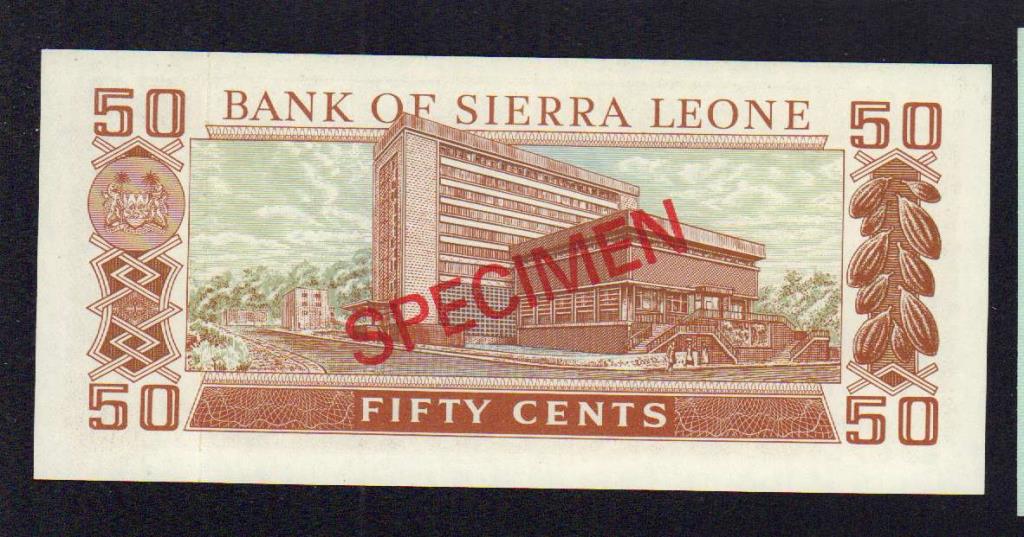 50 BANK OF SIERRA LEONE 50
SPECIMEN
50 FIFTY CENTS 50